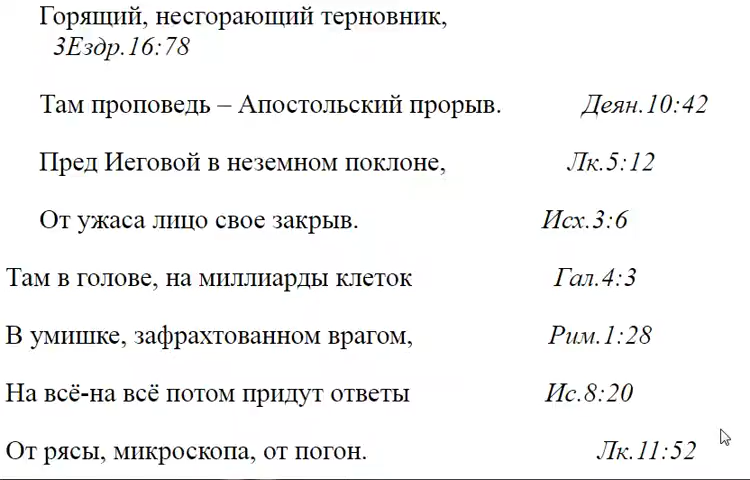 Горящий, несгорающий терновник,
3Ездр.16:78
Там проповедь – Апостольский прорыв. Деян.10:42
Пред Иеговой в неземном поклоне, Лк.5:12
От ужаса лицо свое закрыв. Исх.3:6
Там в голове, на миллиарды клеток Гал.4:3
В умишке, зафрахтованном врагом, Рим.1:28
На всё-на всё потом придут ответы Ис.8:20
От рясы, микроскопа, от погон. Лк.11:52